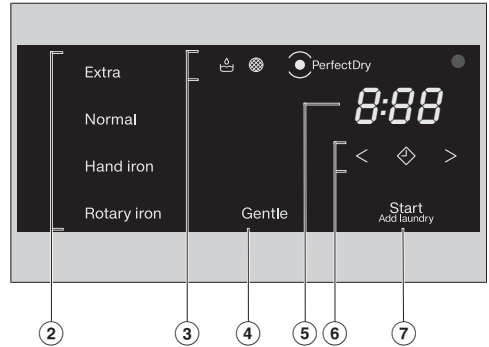 Extra
PerfectDry
8:88
Normal
Hand iron
< >
Rotary iron
Gentle
Start
Add laundry
2 3 4 5 6 7